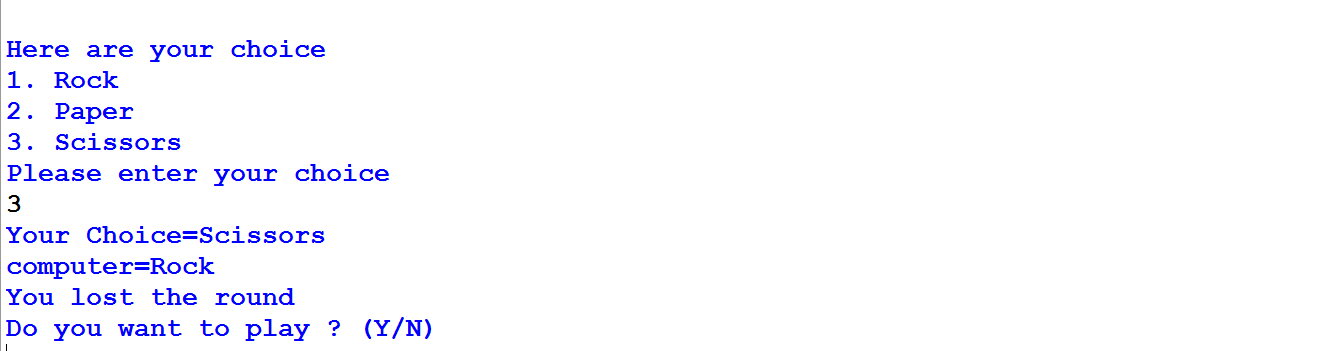 Here are your choice
1. Rock
2. Paper
3. Scissors
Please enter your choice
3
Your Choice=Scissors
computer=Rock
You lost the round
Do you want to play ? (Y/N)